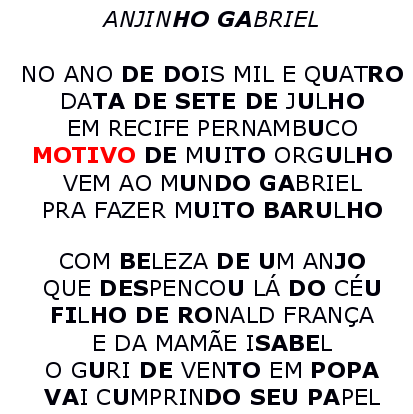 ANJINHO GABRIEL
NO ANO DE DOIS MIL E QUATRO
DATA DE SETE DE JULHO
EM RECIFE PERNAMBUCO
MOTIVO DE MUITO ORGULHO
VEM AO MUNDO GABRIEL
PRA FAZER MUITO BARULHO
COM BELEZA DE UM ANJO
QUE DESPENCOU LÁ DO CÉU
FILHO DE RONALD FRANÇA
E DA MAMÃE ISABEL
O GURI DE VENTO EM POPA
VAI CUMPRINDO SEU PAPEL